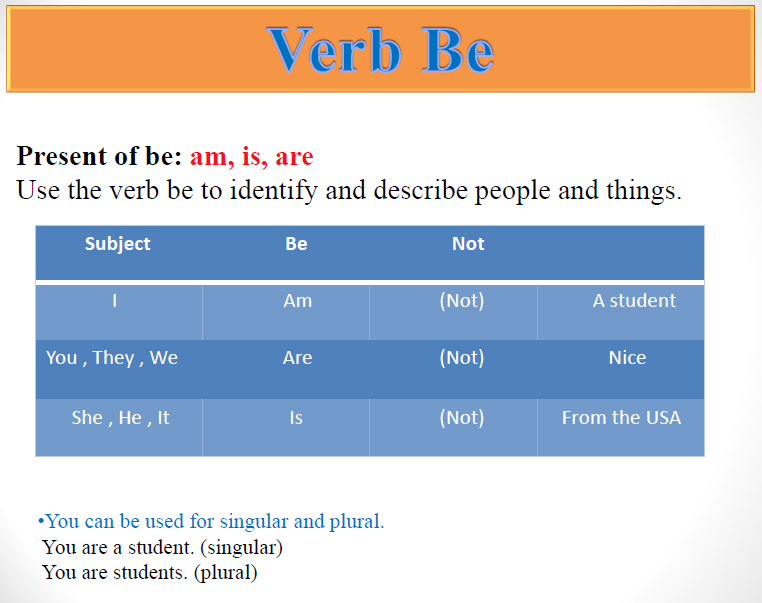 Verb Be
Present of be: am, is, are
Use the verb be to identify and describe people and things.
Subject Be Not
I Am (Not) A student
You , They , We Are (Not) Nice
She , He , It Is (Not) From the USA
•You can be used for singular and plural.
You are a student. (singular)
You are students. (plural)